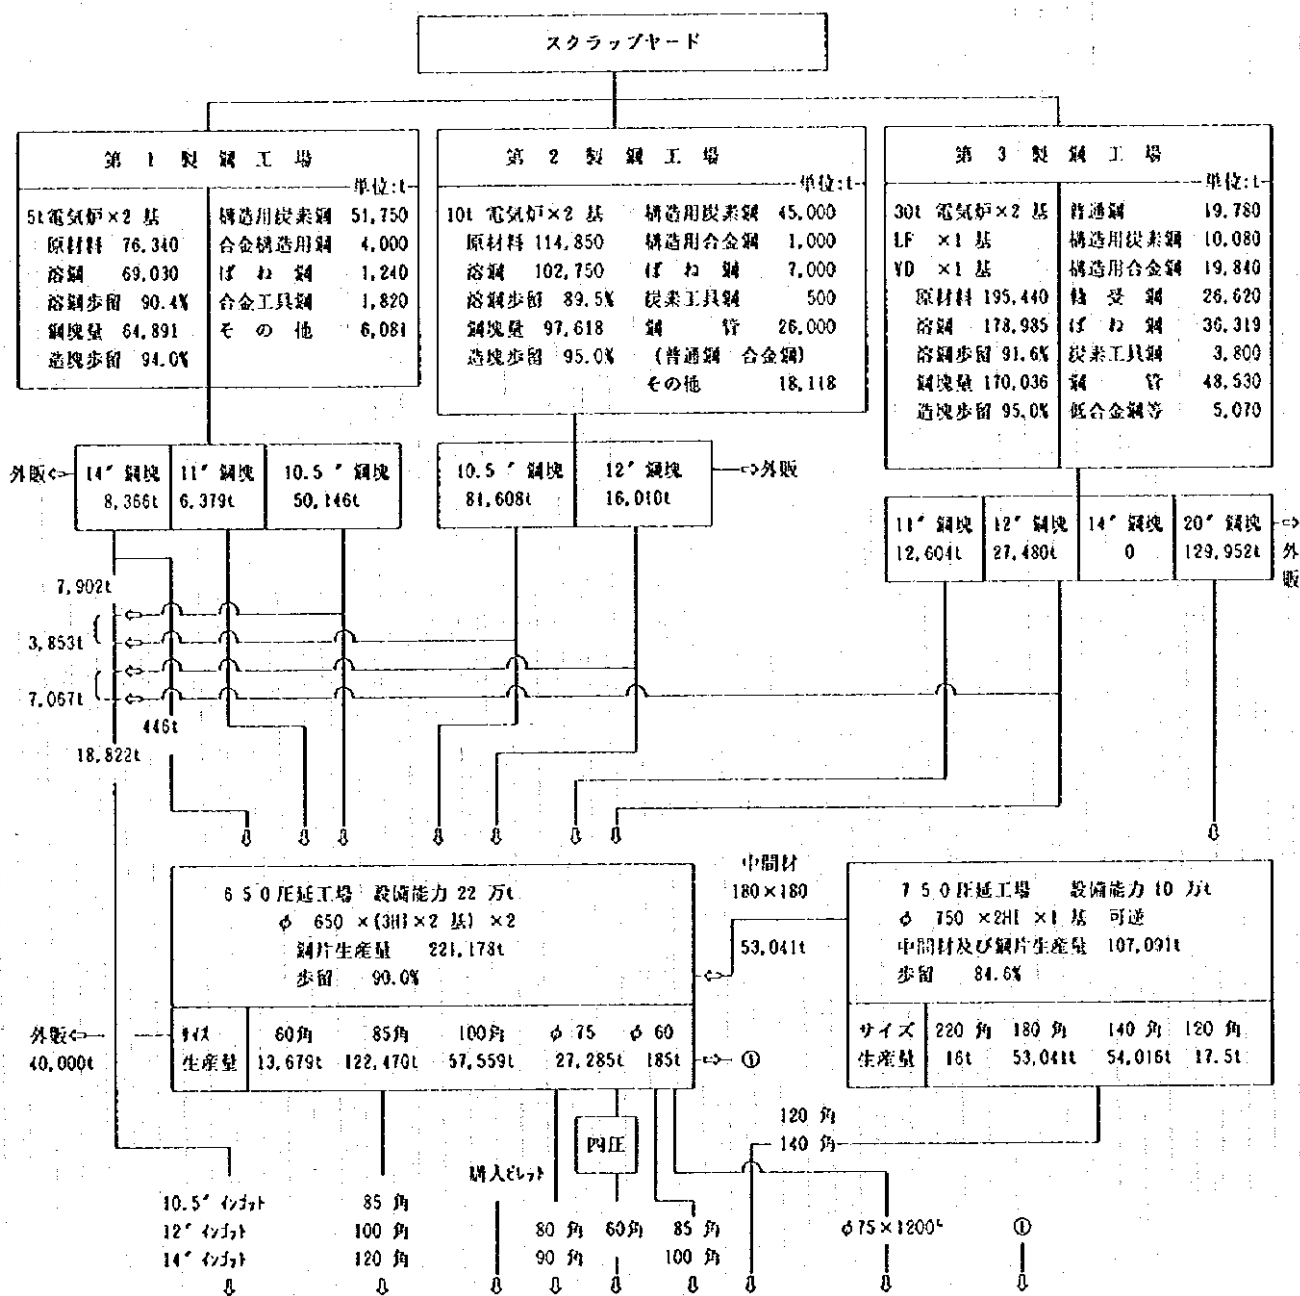 スクラップヤード
第1製鋼工場
単位:t
5t電気炉×2 基
原材料 76,340
溶鋼 69,030
溶鋼歩留 90.4%
鋼塊量 64,891
造塊歩留 94.0%
構造用炭素鋼 51,750
合金構造用鋼 4,000
ばね鋼 1,240
合金工具鋼 1,820
その他 6,081
第2製鋼工場
単位:t
10t 電気炉×2 基
原材料 114,850
溶鋼 102,750
溶鋼歩留 89.5%
鋼塊量 97,618
造塊歩留 95.0%
構造用炭素鋼 45,000
構造用合金鋼 1,000
ばね鋼 7,000
炭素工具鋼 500
鋼管 26,000
(普通鋼 合金鋼)
その他 18,118
第3製鋼工場
単位:t
30t 電気炉×2 基
LF ×1 基
VD ×1 基
原材料 195,440
溶鋼 178,985
溶鋼歩留 91.6%
鋼塊量 170,036
造塊歩留 95.0%
普通鋼 19,780
構造用炭素鋼 10,080
構造用合金鋼 19,840
軸受鋼 26,620
ばね鋼 36,319
炭素工具鋼 3,800
鋼管 48,530
低合金鋼等 5,070
外販⇦
14″鋼塊
8,366t
11″鋼塊
6,379t
10.5″鋼塊
50,146t
10.5″鋼塊
81,608t
12″鋼塊
16,010t
⇨外販
11″鋼塊
12,604t
12″鋼塊
27,480t
14″鋼塊
0
20″鋼塊
129,952t
⇨
外
販
7,902t
3,853t
7,067t
446t
18,822t
650圧延工場 設備能力 22 万t
φ 650 ×(3HI×2 基) ×2
鋼片生産量 221,178t
歩留 90.0%
サイズ 60角 85角 100角 φ75 φ60
生産量 13,679t 122,470t 57,559t 27,285t 185t
外販⇦
40,000t
⇨ ①
中間材
180×180
53,041t
750圧延工場 設備能力 10 万t
φ 750 ×2HI ×1 基 可逆
中間材及び鋼片生産量 107,091t
歩留 84.6%
サイズ 220 角 180 角 140 角 120 角
生産量 16t 53,041t 54,016t 17.5t
120 角
140 角
四圧
購入ビレット
10.5″インゴット
12″インゴット
14″インゴット
85 角
100 角
120 角
80 角
90 角
60角
85 角
100 角
φ75×1200
①